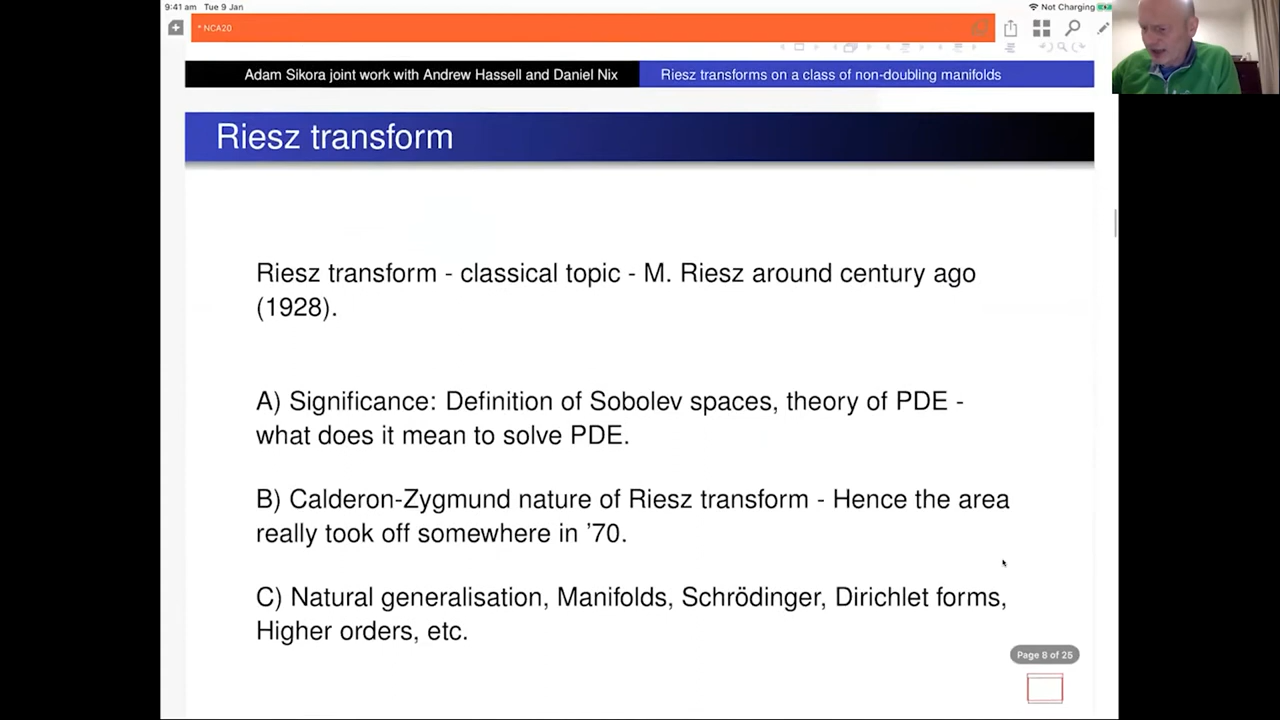 9:41 am Tue 9 Jan
Not Charging
* NCA20
Adam Sikora joint work with Andrew Hassell and Daniel Nix
Riesz transforms on a class of non-doubling manifolds
Riesz transform
Riesz transform - classical topic - M. Riesz around century ago
(1928).
A) Significance: Definition of Sobolev spaces, theory of PDE -
what does it mean to solve PDE.
B) Calderon-Zygmund nature of Riesz transform - Hence the area
really took off somewhere in ’70.
C) Natural generalisation, Manifolds, Schrödinger, Dirichlet forms,
Higher orders, etc.
Page 8 of 25